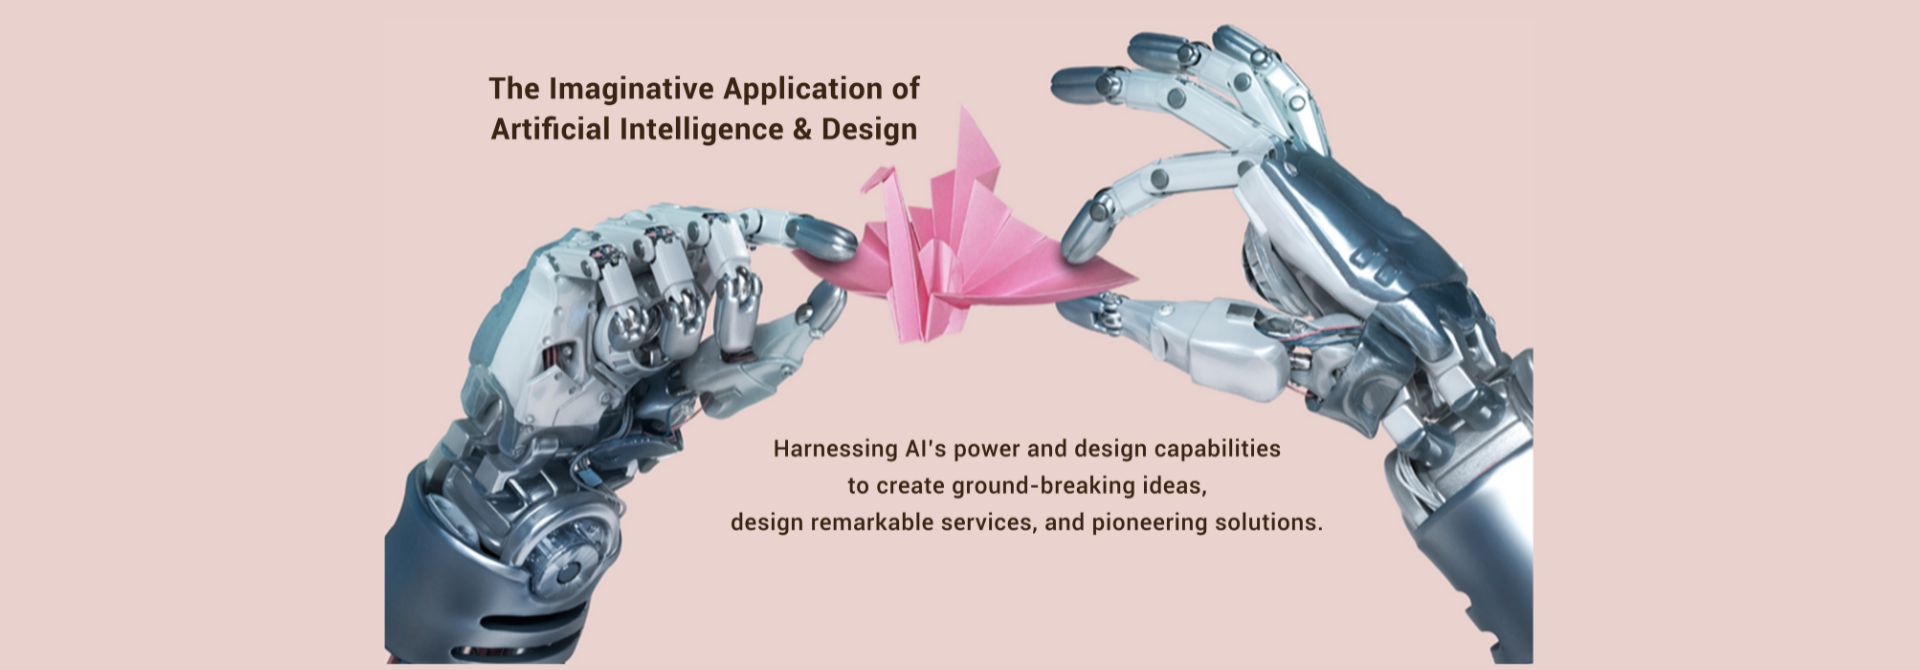 The Imaginative Application of
Artificial Intelligence & Design
Harnessing AI's power and design capabilities
to create ground-breaking ideas,
design remarkable services, and pioneering solutions.